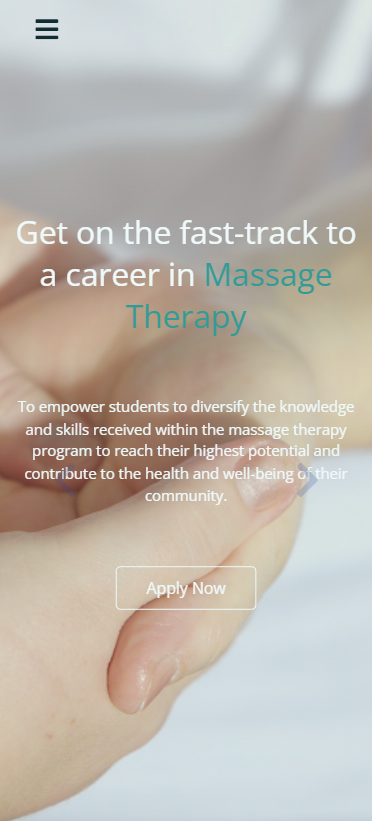 Get on the fast-track to
a career in Massage
Therapy
To empower students to diversify the knowledge
and skills received within the massage therapy
program to reach their highest potential and
contribute to the health and well-being of their
community.
Apply Now